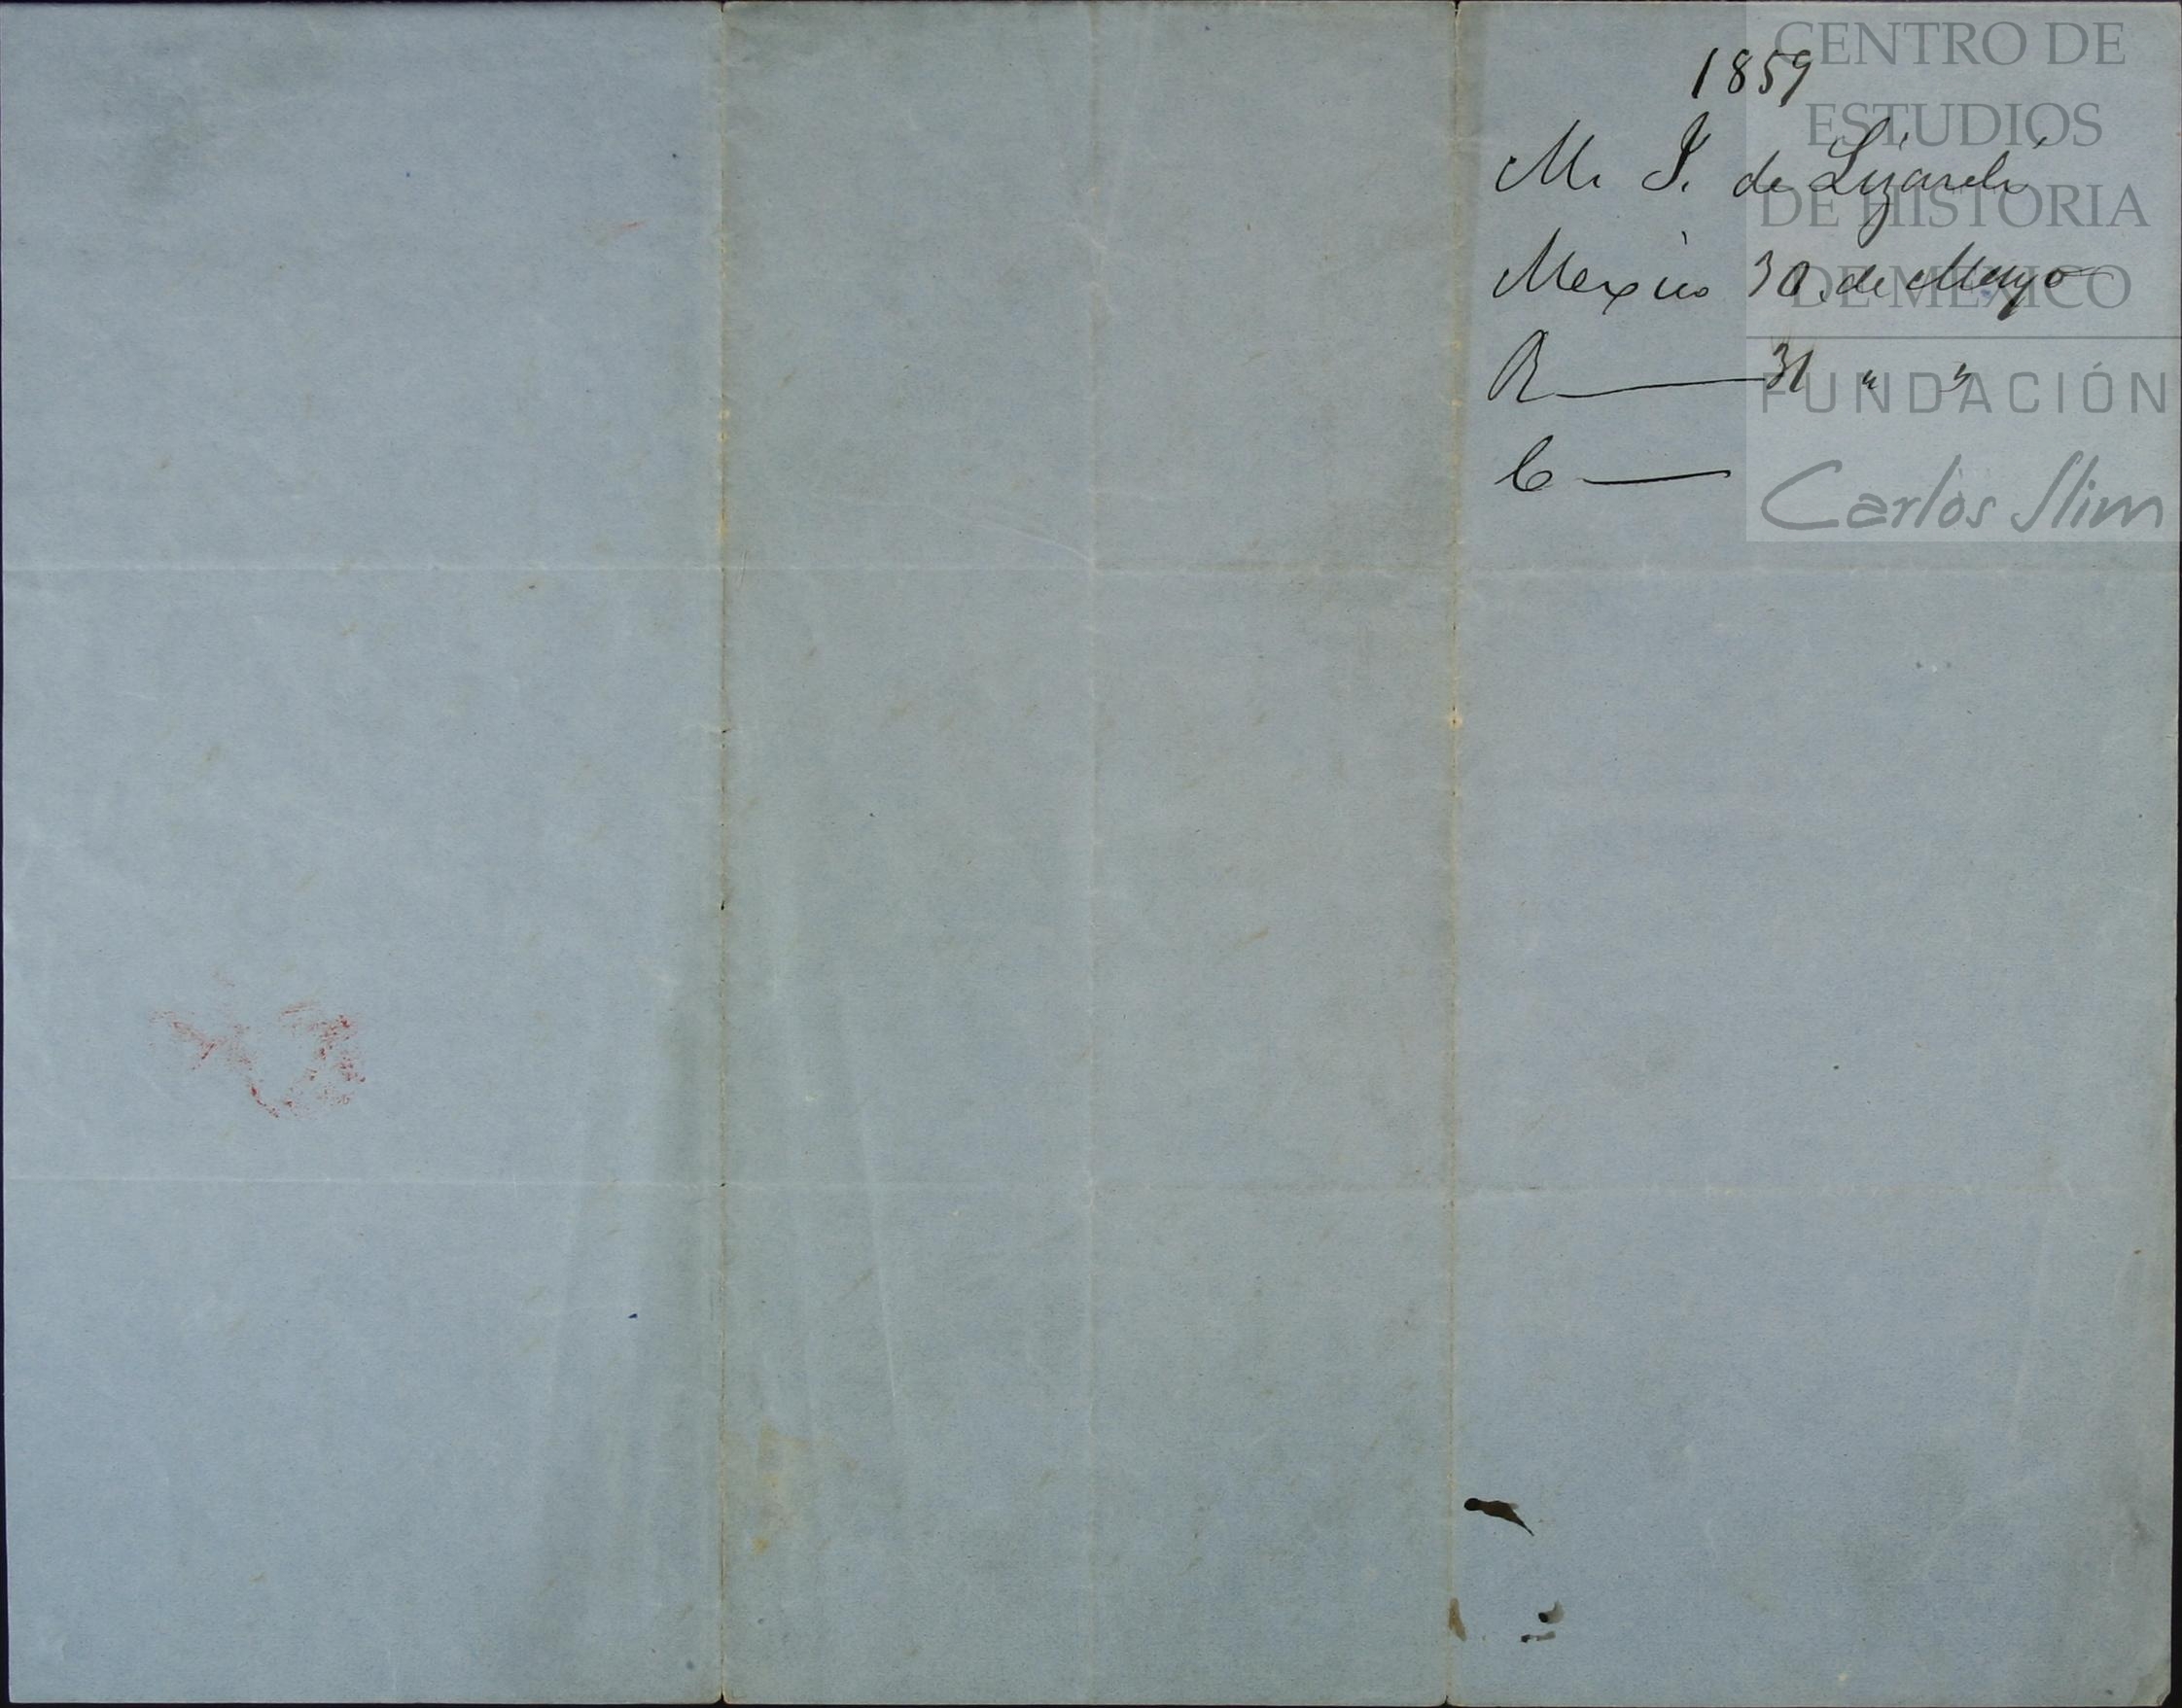 1859
M. J. de Lizardi
Mexico 30. de Mayo
R——— 31 " "
C——
CENTRO DE
ESTUDIOS
DE HISTORIA
DE MÉXICO
FUNDACIÓN
Carlos Slim